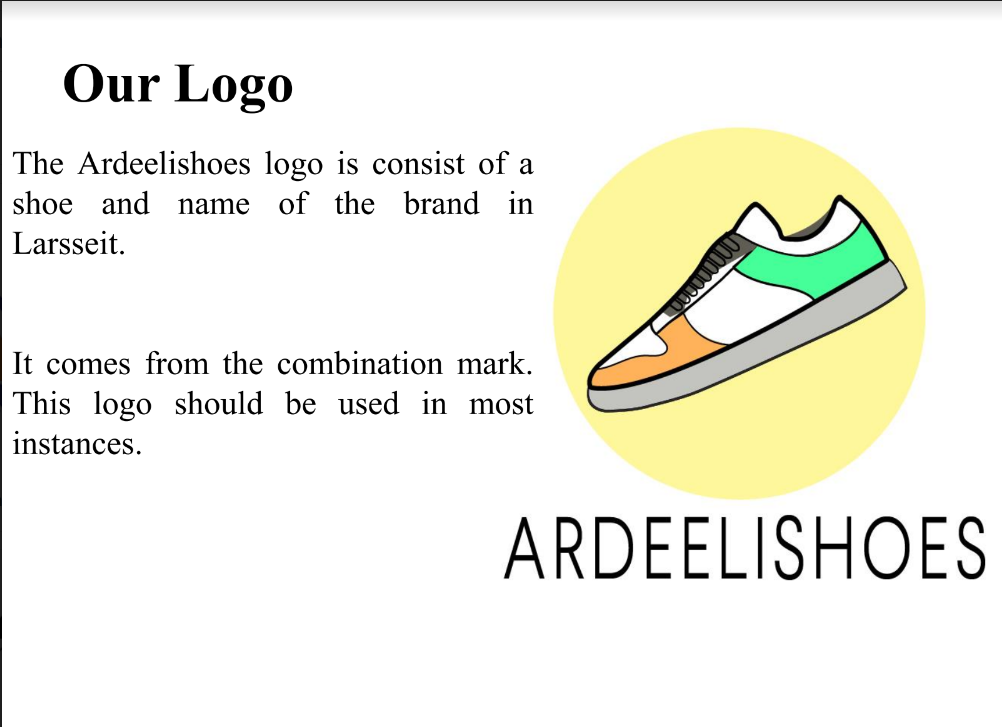 Our Logo
The Ardeelishoes logo is consist of a
shoe and name of the brand in
Larsseit.
It comes from the combination mark.
This logo should be used in most
instances.
ARDEELISHOES